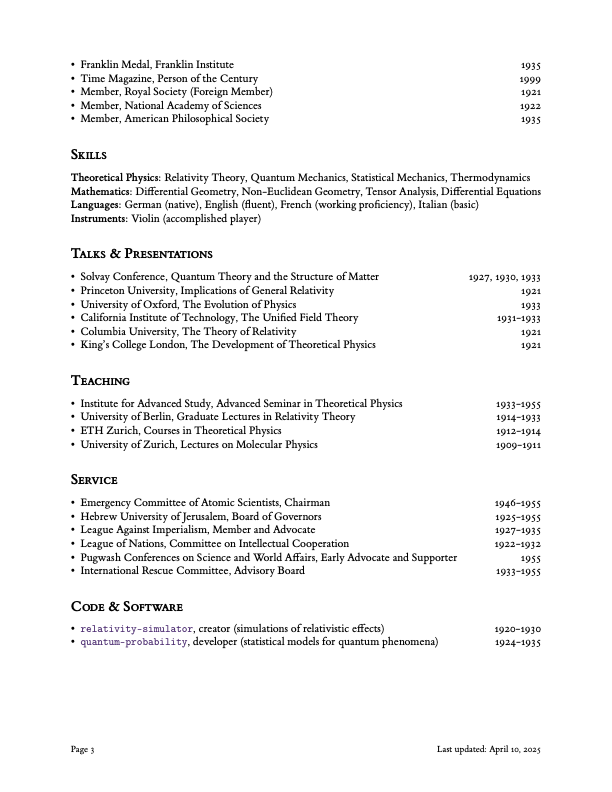 • Franklin Medal, Franklin Institute 1935
• Time Magazine, Person of the Century 1999
• Member, Royal Society (Foreign Member) 1921
• Member, National Academy of Sciences 1922
• Member, American Philosophical Society 1935
Skills
Theoretical Physics: Relativity Theory, Quantum Mechanics, Statistical Mechanics, Thermodynamics
Mathematics: Differential Geometry, Non-Euclidean Geometry, Tensor Analysis, Differential Equations
Languages: German (native), English (fluent), French (working proficiency), Italian (basic)
Instruments: Violin (accomplished player)
Talks & Presentations
• Solvay Conference, Quantum Theory and the Structure of Matter 1927, 1930, 1933
• Princeton University, Implications of General Relativity 1921
• University of Oxford, The Evolution of Physics 1933
• California Institute of Technology, The Unified Field Theory 1931–1933
• Columbia University, The Theory of Relativity 1921
• King's College London, The Development of Theoretical Physics 1921
Teaching
• Institute for Advanced Study, Advanced Seminar in Theoretical Physics 1933–1955
• University of Berlin, Graduate Lectures in Relativity Theory 1914–1933
• ETH Zurich, Courses in Theoretical Physics 1912–1914
• University of Zurich, Lectures on Molecular Physics 1909–1911
Service
• Emergency Committee of Atomic Scientists, Chairman 1946–1955
• Hebrew University of Jerusalem, Board of Governors 1925–1955
• League Against Imperialism, Member and Advocate 1927–1935
• League of Nations, Committee on Intellectual Cooperation 1922–1932
• Pugwash Conferences on Science and World Affairs, Early Advocate and Supporter 1955
• International Rescue Committee, Advisory Board 1933–1955
Code & Software
• relativity-simulator, creator (simulations of relativistic effects) 1920–1930
• quantum-probability, developer (statistical models for quantum phenomena) 1924–1935
Page 3 Last updated: April 10, 2025